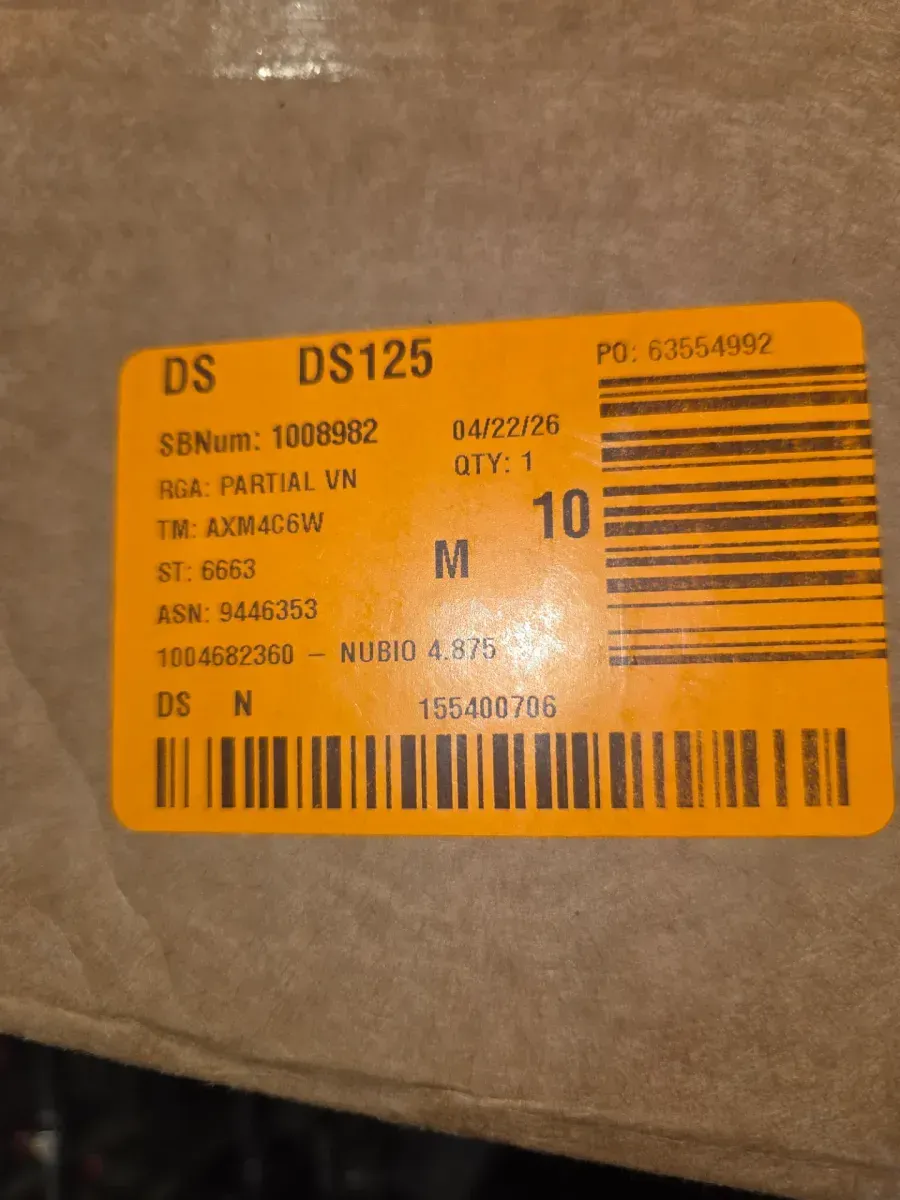 DS DS125 PO: 63554992
SBNum: 1008982 04/22/26
RGA: PARTIAL VN QTY: 1
TM: AXM4C6W 10
ST: 6663 M
ASN: 9446353
1004682360 – NUBIO 4.875
DS N 155400706